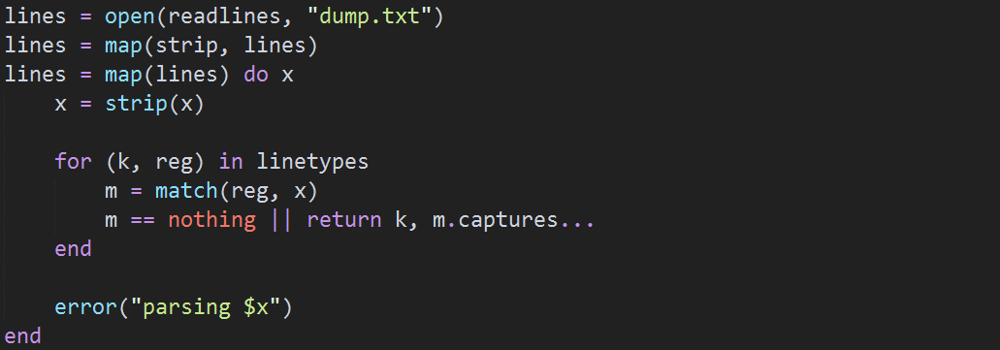 lines = open(readlines, "dump.txt")
lines = map(strip, lines)
lines = map(lines) do x
    x = strip(x)

    for (k, reg) in linetypes
        m = match(reg, x)
        m == nothing || return k, m.captures...
    end

    error("parsing $x")
end